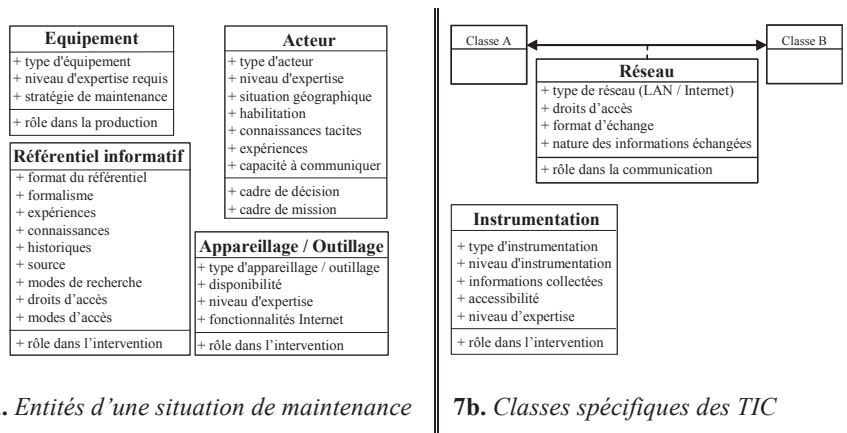 Equipement
+ type d'équipement
+ niveau d'expertise requis
+ stratégie de maintenance
+ rôle dans la production
Référentiel informatif
+ format du référentiel
+ formalisme
+ expériences
+ connaissances
+ historiques
+ source
+ modes de recherche
+ droits d'accès
+ modes d'accès
+ rôle dans l'intervention
Acteur
+ type d'acteur
+ niveau d'expertise
+ situation géographique
+ habilitation
+ connaissances tacites
+ expériences
+ capacité à communiquer
+ cadre de décision
+ cadre de mission
Appareillage / Outillage
+ type d'appareillage / outillage
+ disponibilité
+ niveau d'expertise
+ fonctionnalités Internet
+ rôle dans l'intervention
. Entités d'une situation de maintenance
Classe A
Classe B
Réseau
+ type de réseau (LAN / Internet)
+ droits d'accès
+ format d'échange
+ nature des informations échangées
+ rôle dans la communication
Instrumentation
+ type d'instrumentation
+ niveau d'instrumentation
+ informations collectées
+ accessibilité
+ niveau d'expertise
+ rôle dans l'intervention
7b. Classes spécifiques des TIC